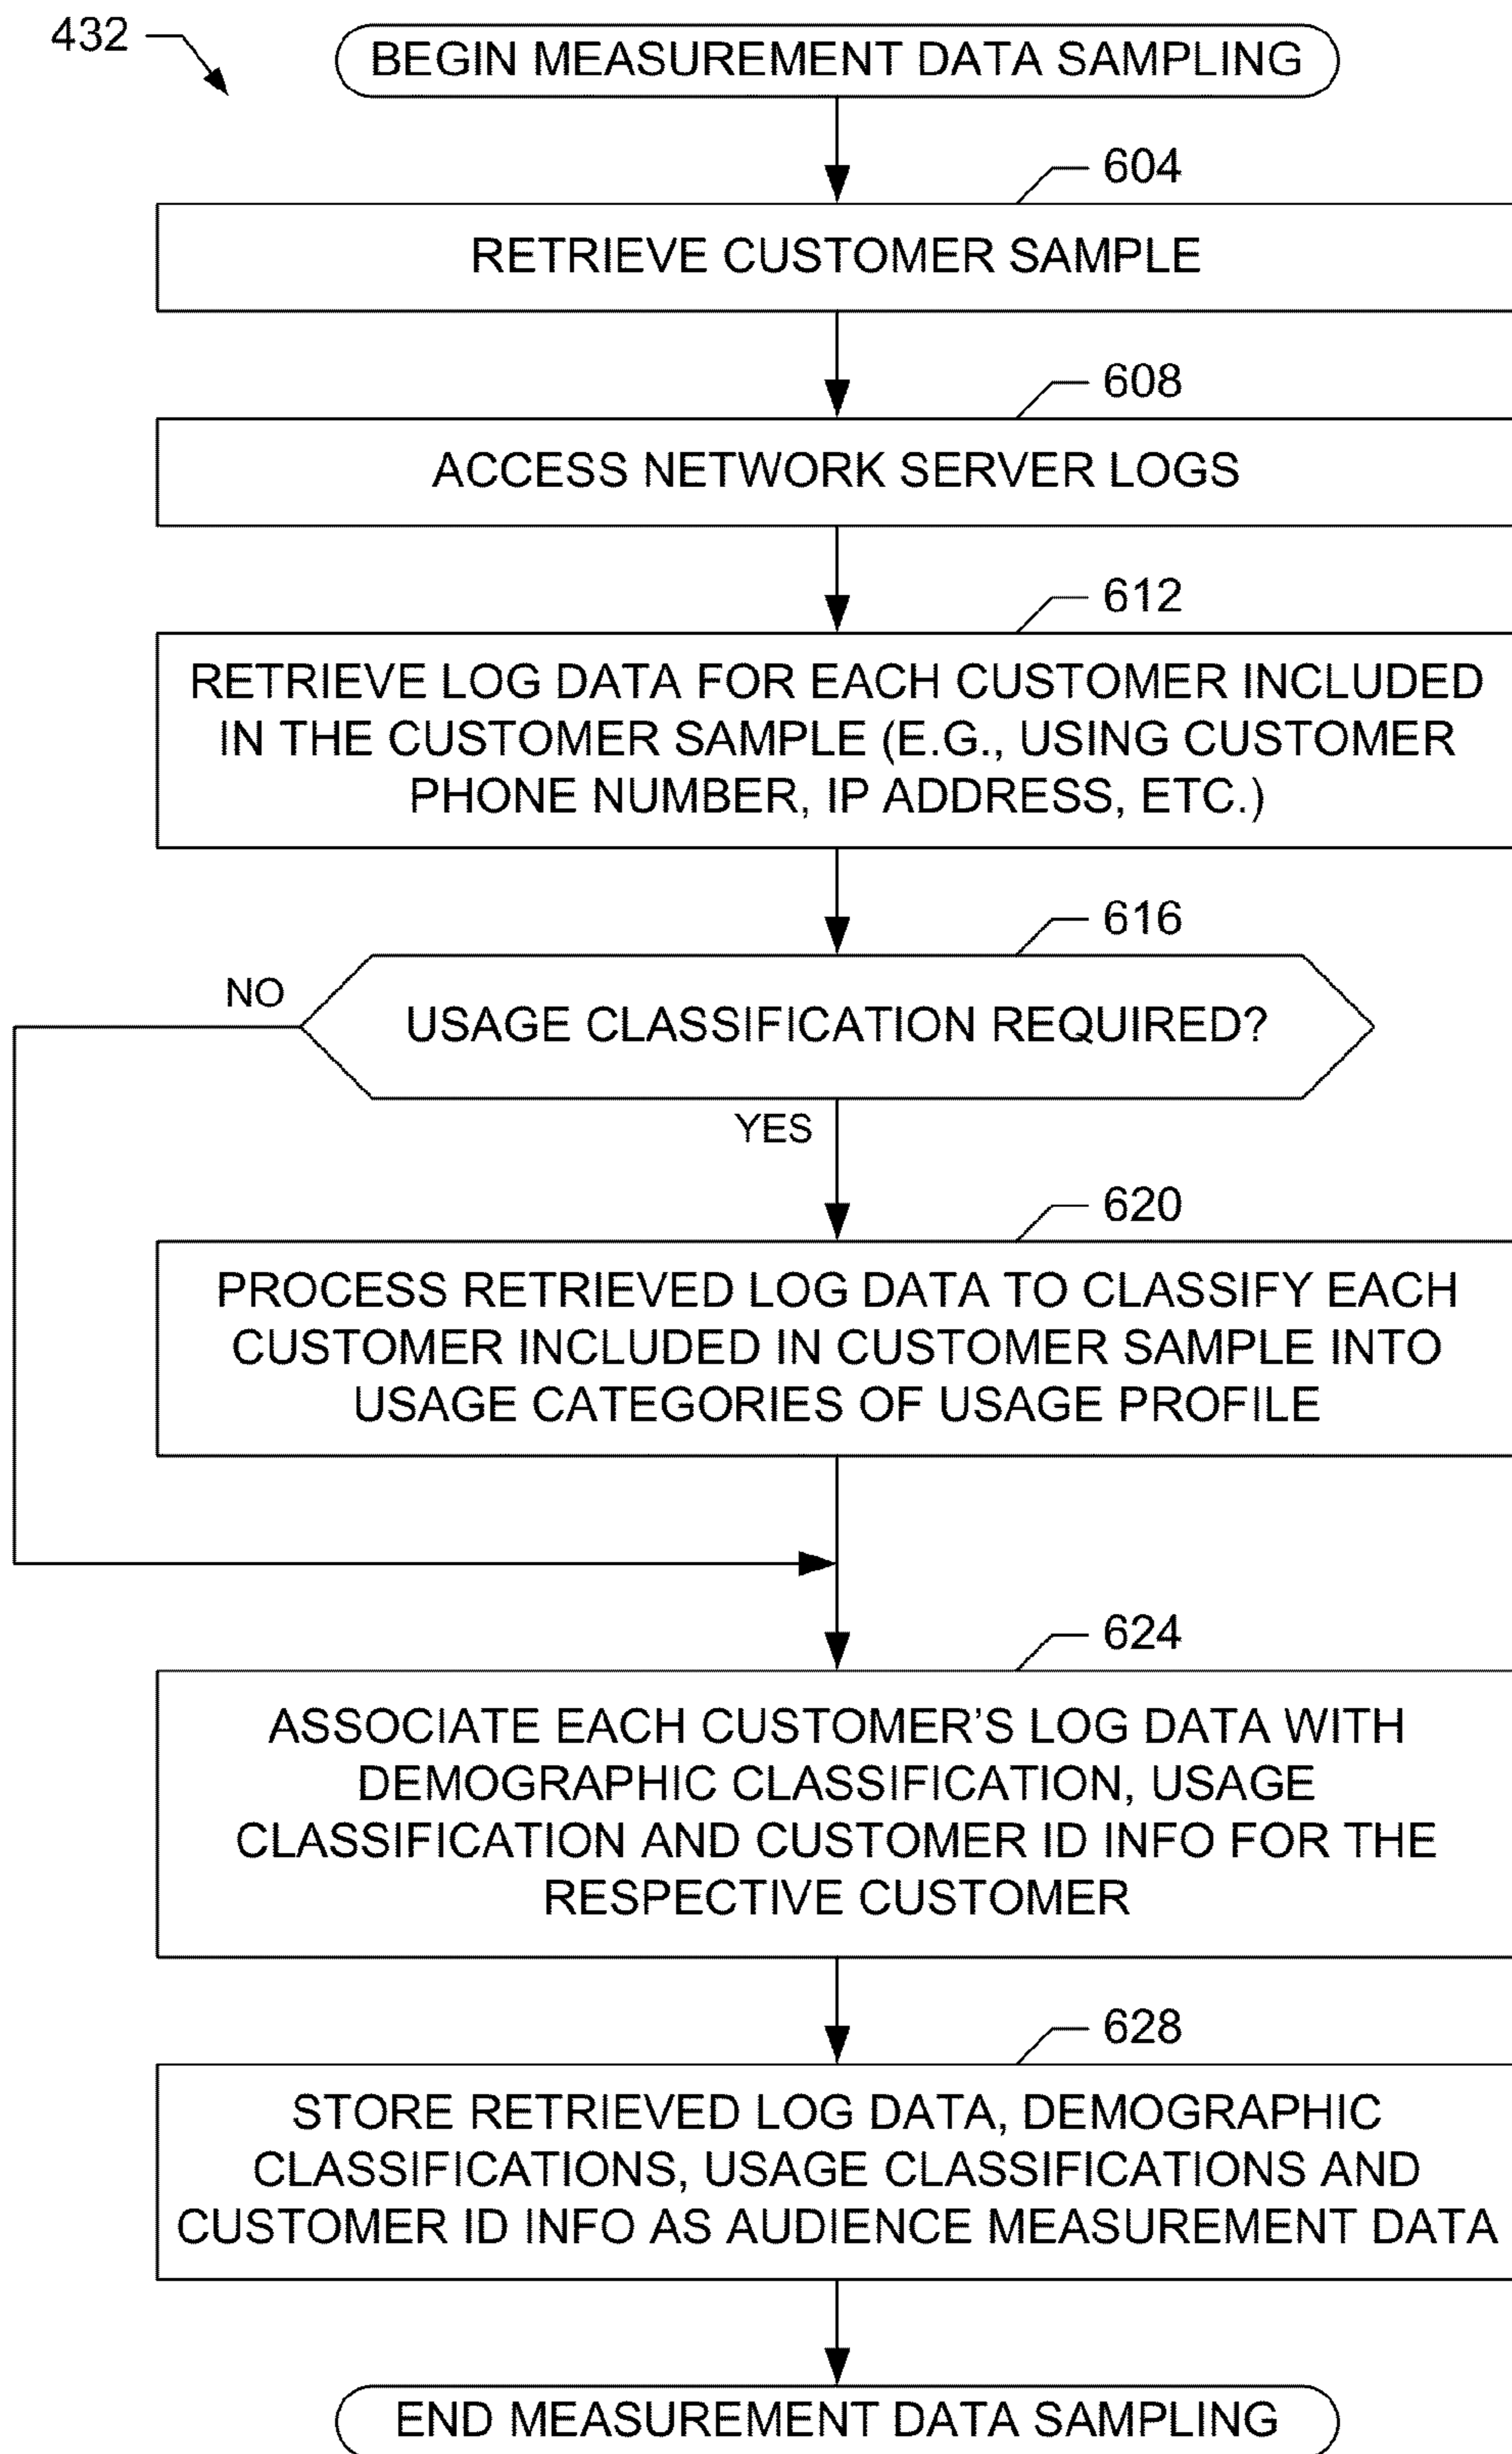 432
BEGIN MEASUREMENT DATA SAMPLING
604
RETRIEVE CUSTOMER SAMPLE
608
ACCESS NETWORK SERVER LOGS
612
RETRIEVE LOG DATA FOR EACH CUSTOMER INCLUDED
IN THE CUSTOMER SAMPLE (E.G., USING CUSTOMER
PHONE NUMBER, IP ADDRESS, ETC.)
616
NO
USAGE CLASSIFICATION REQUIRED?
YES
620
PROCESS RETRIEVED LOG DATA TO CLASSIFY EACH
CUSTOMER INCLUDED IN CUSTOMER SAMPLE INTO
USAGE CATEGORIES OF USAGE PROFILE
624
ASSOCIATE EACH CUSTOMER'S LOG DATA WITH
DEMOGRAPHIC CLASSIFICATION, USAGE
CLASSIFICATION AND CUSTOMER ID INFO FOR THE
RESPECTIVE CUSTOMER
628
STORE RETRIEVED LOG DATA, DEMOGRAPHIC
CLASSIFICATIONS, USAGE CLASSIFICATIONS AND
CUSTOMER ID INFO AS AUDIENCE MEASUREMENT DATA
END MEASUREMENT DATA SAMPLING